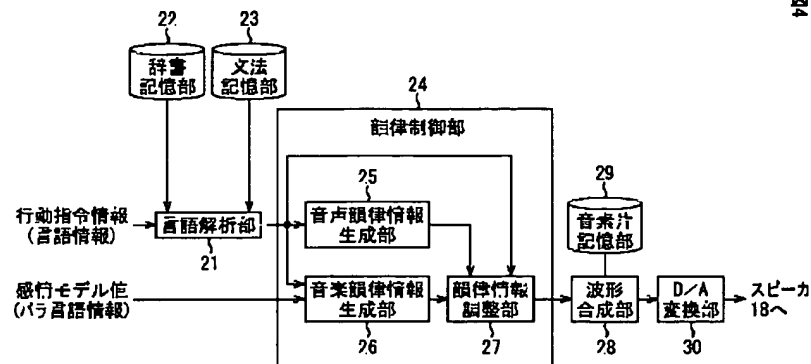 図4
22
23
辞書
記憶部
文法
記憶部
24
韻律制御部
25
29
行動指令情報
(言語情報)
言語解析部
21
音声韻律情報
生成部
音素片
記憶部
感情モデル値
(パラ言語情報)
音楽韻律情報
生成部
26
韻律情報
調整部
27
波形
合成部
28
D/A
変換部
30
スピーカ
18へ